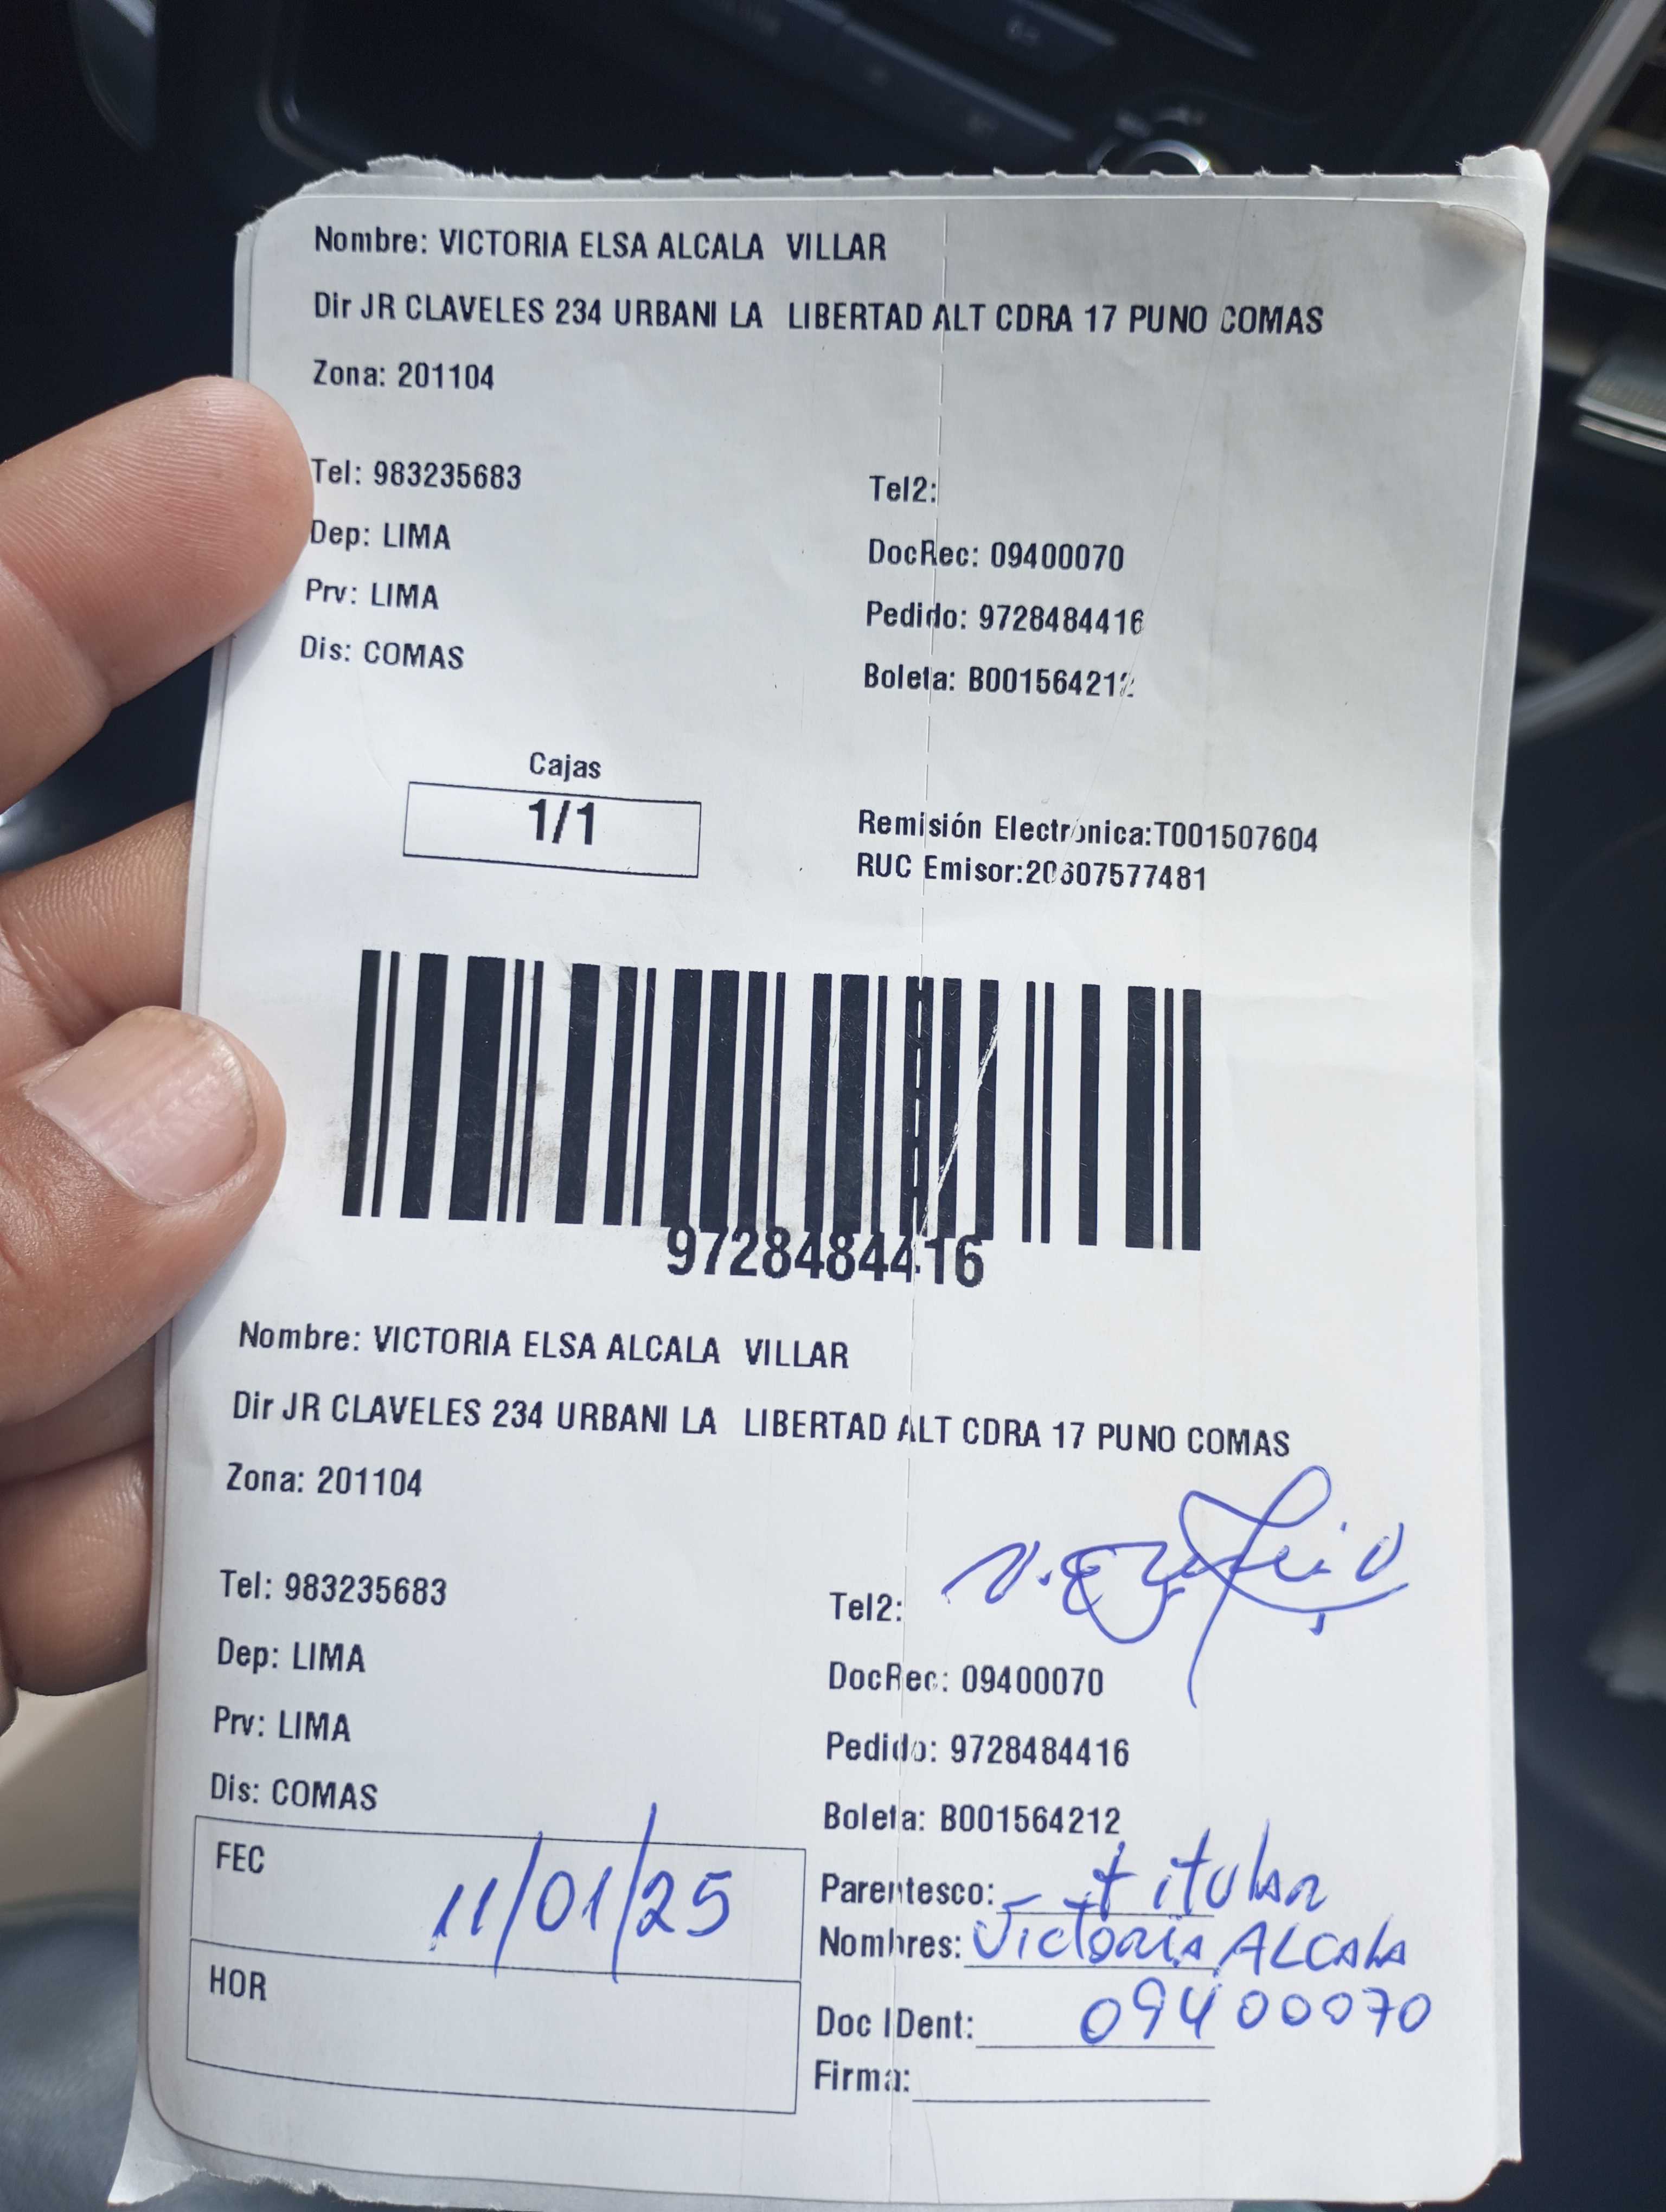 Nombre: VICTORIA ELSA ALCALA VILLAR
Dir JR CLAVELES 234 URBANI LA LIBERTAD ALT CDRA 17 PUNO COMAS
Zona: 201104
Tel: 983235683
Tel2:
Dep: LIMA
DocRec: 09400070
Prv: LIMA
Pedido: 9728484416
Dis: COMAS
Boleta: B001564212
Cajas
1/1
Remisión Electrónica:T001507604
RUC Emisor:20607577481
9728484416
Nombre: VICTORIA ELSA ALCALA VILLAR
Dir JR CLAVELES 234 URBANI LA LIBERTAD ALT CDRA 17 PUNO COMAS
Zona: 201104
Tel: 983235683
Tel2:
Dep: LIMA
DocRec: 09400070
Prv: LIMA
Pedido: 9728484416
Dis: COMAS
Boleta: B001564212
FEC 11/01/25
HOR
Parentesco: titular
Nombres: Victoria ALCALA
Doc IDent: 09400070
Firma: